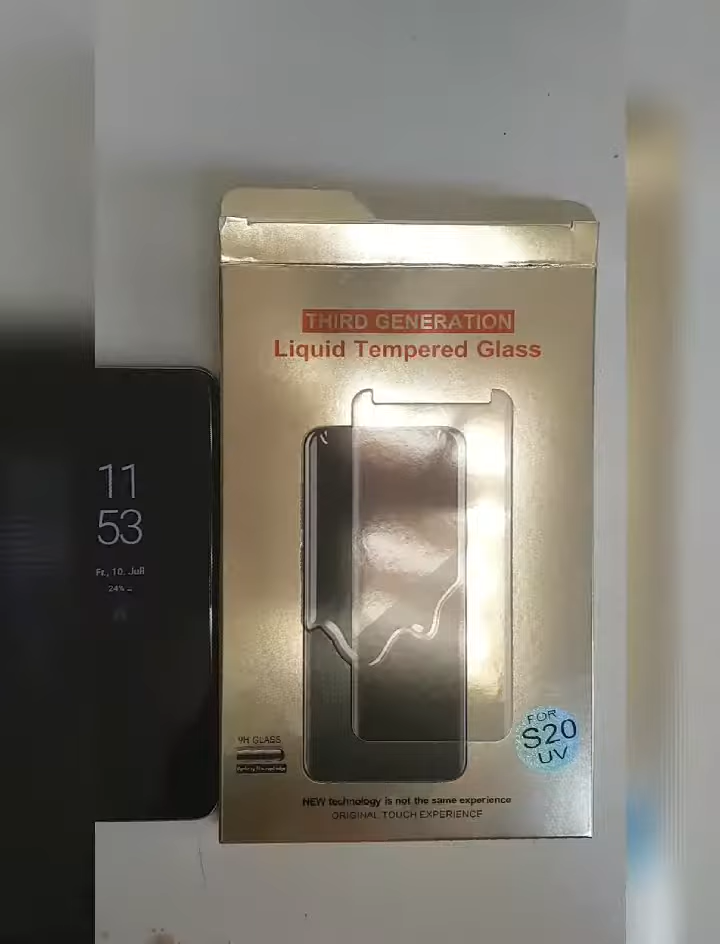 THIRD GENERATION
Liquid Tempered Glass
11
53
Fr., 10. Juli
24%
9H GLASS
FOR
S20
UV
NEW technology is not the same experience
ORIGINAL TOUCH EXPERIENCE